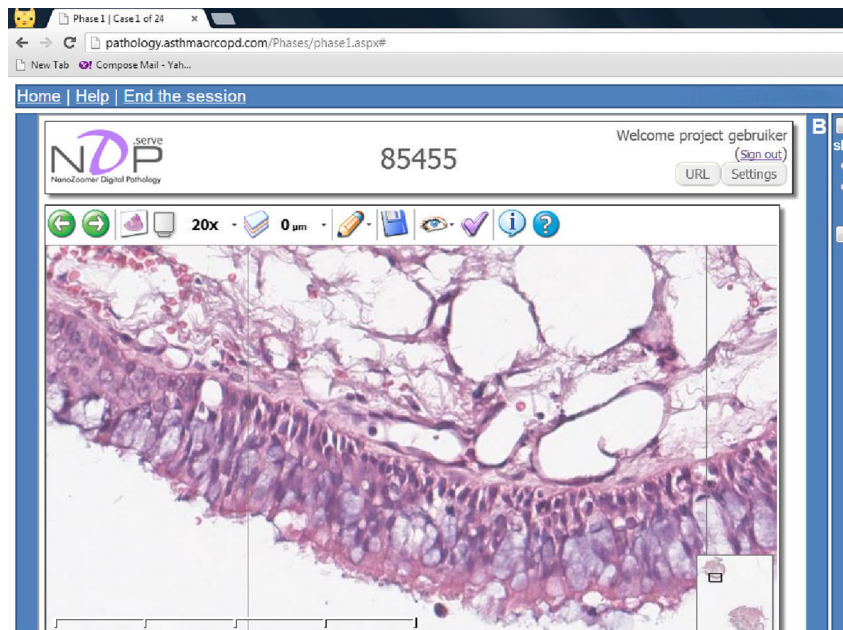 Phase 1 | Case 1 of 24
pathology.asthmaorcopd.com/Phases/phase1.aspx#
New Tab Compose Mail - Yah...
Home | Help | End the session
B
NDP .serve
NanoZoomer Digital Pathology
85455
Welcome project gebruiker
(Sign out)
URL Settings
20x 0 µm